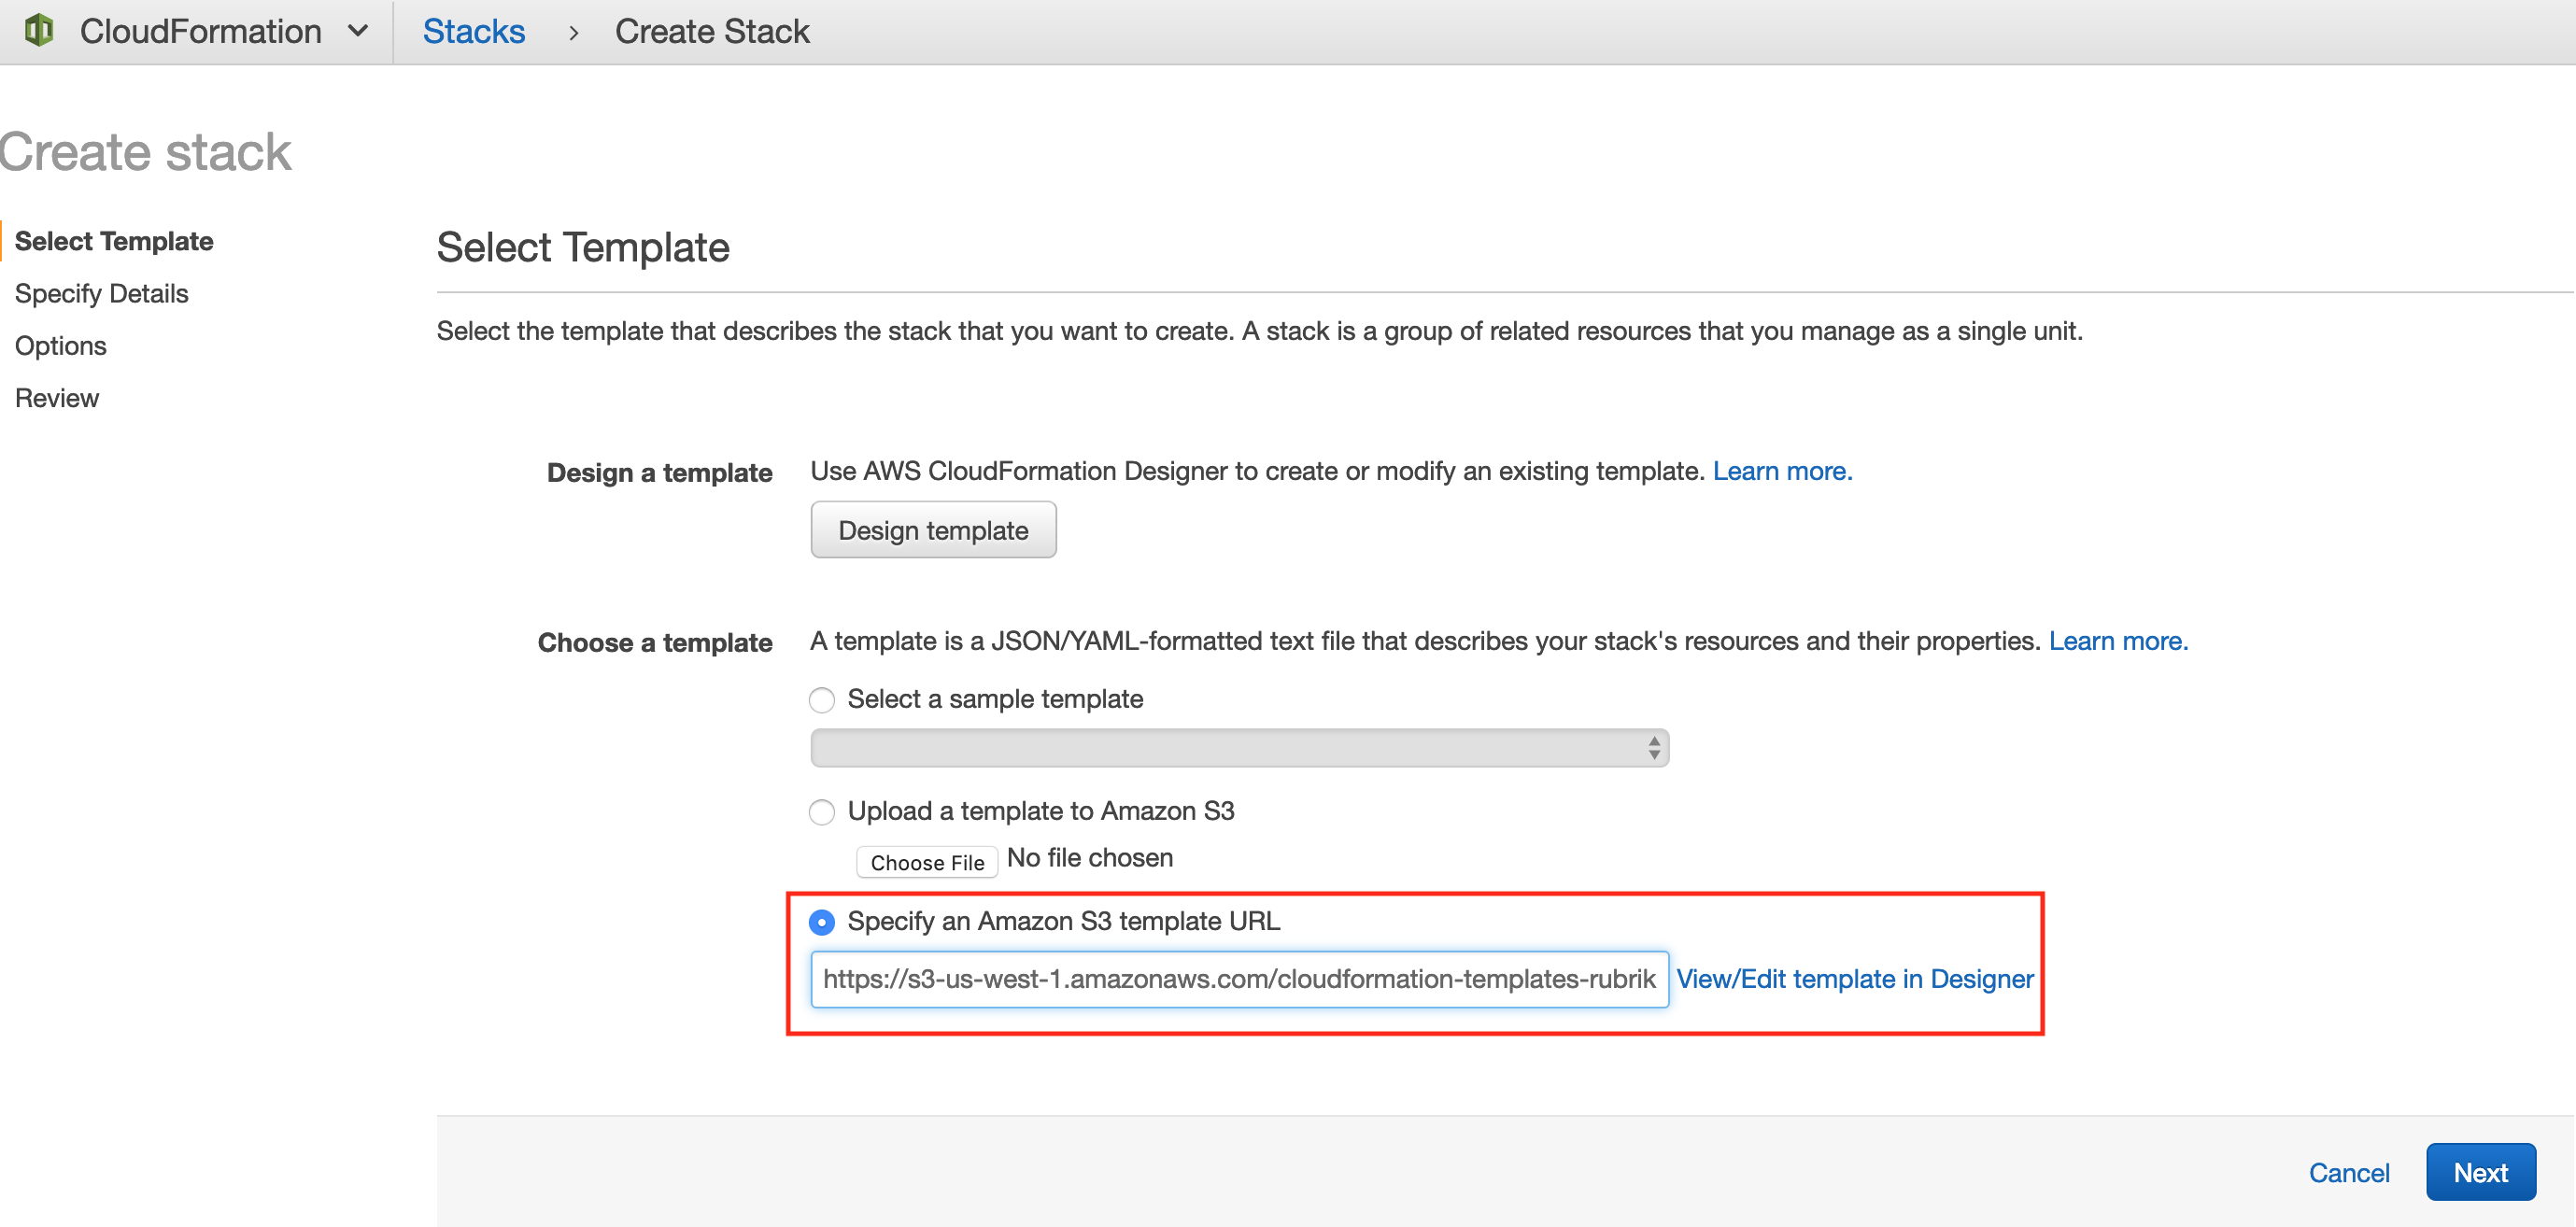 CloudFormation Stacks > Create Stack
Create stack
Select Template
Specify Details
Options
Review
Select Template
Select the template that describes the stack that you want to create. A stack is a group of related resources that you manage as a single unit.
Design a template Use AWS CloudFormation Designer to create or modify an existing template. Learn more.
Design template
Choose a template A template is a JSON/YAML-formatted text file that describes your stack's resources and their properties. Learn more.
Select a sample template
Upload a template to Amazon S3
Choose File No file chosen
Specify an Amazon S3 template URL
https://s3-us-west-1.amazonaws.com/cloudformation-templates-rubrik View/Edit template in Designer
Cancel Next